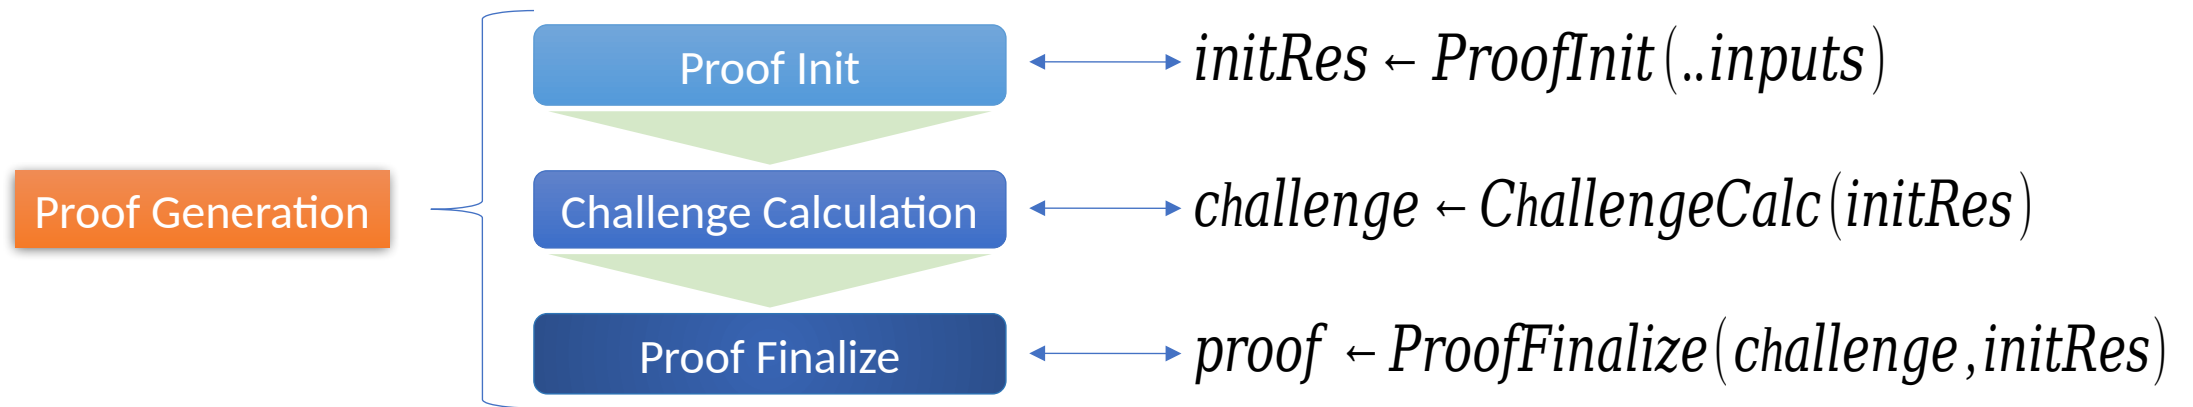 Proof Generation
Proof Init
initRes ← ProofInit(..inputs)
Challenge Calculation
challenge ← ChallengeCalc(initRes)
Proof Finalize
proof ← ProofFinalize(challenge,initRes)